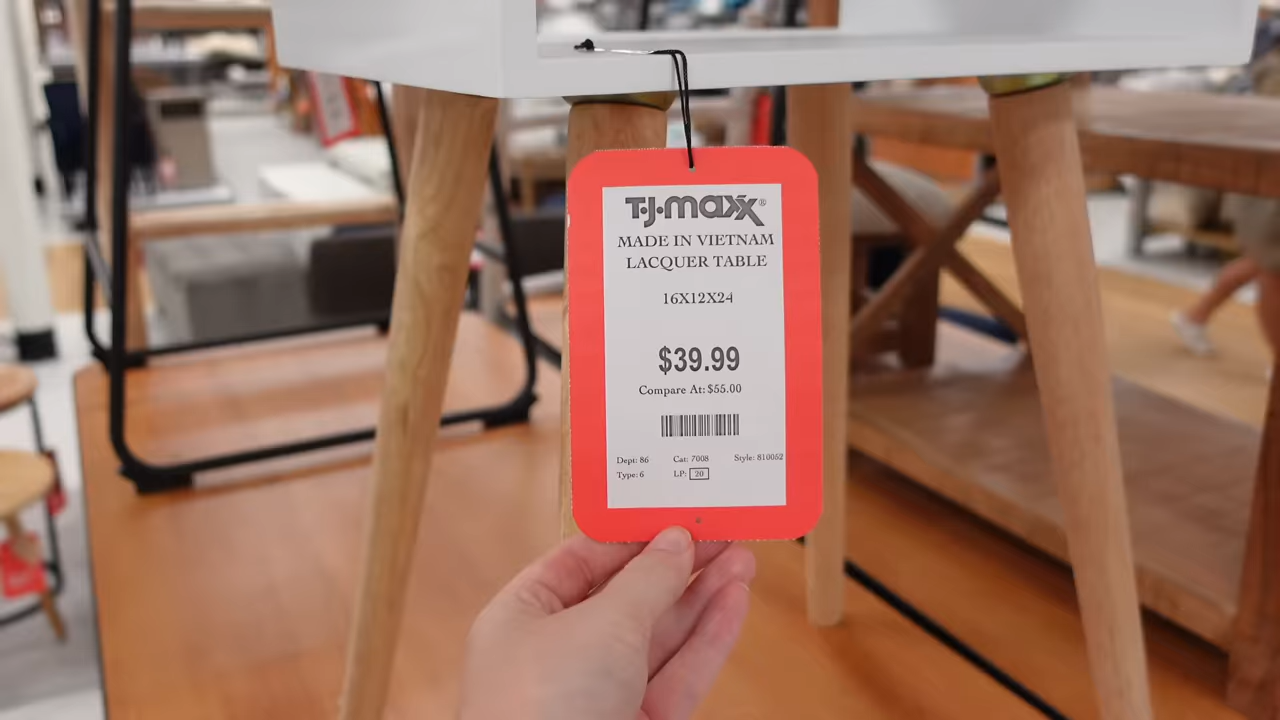 T·J·maxx®
MADE IN VIETNAM
LACQUER TABLE
16X12X24
$39.99
Compare At: $55.00
Dept: 86 Cat: 7008 Style: 810052
Type: 6 LP: 20